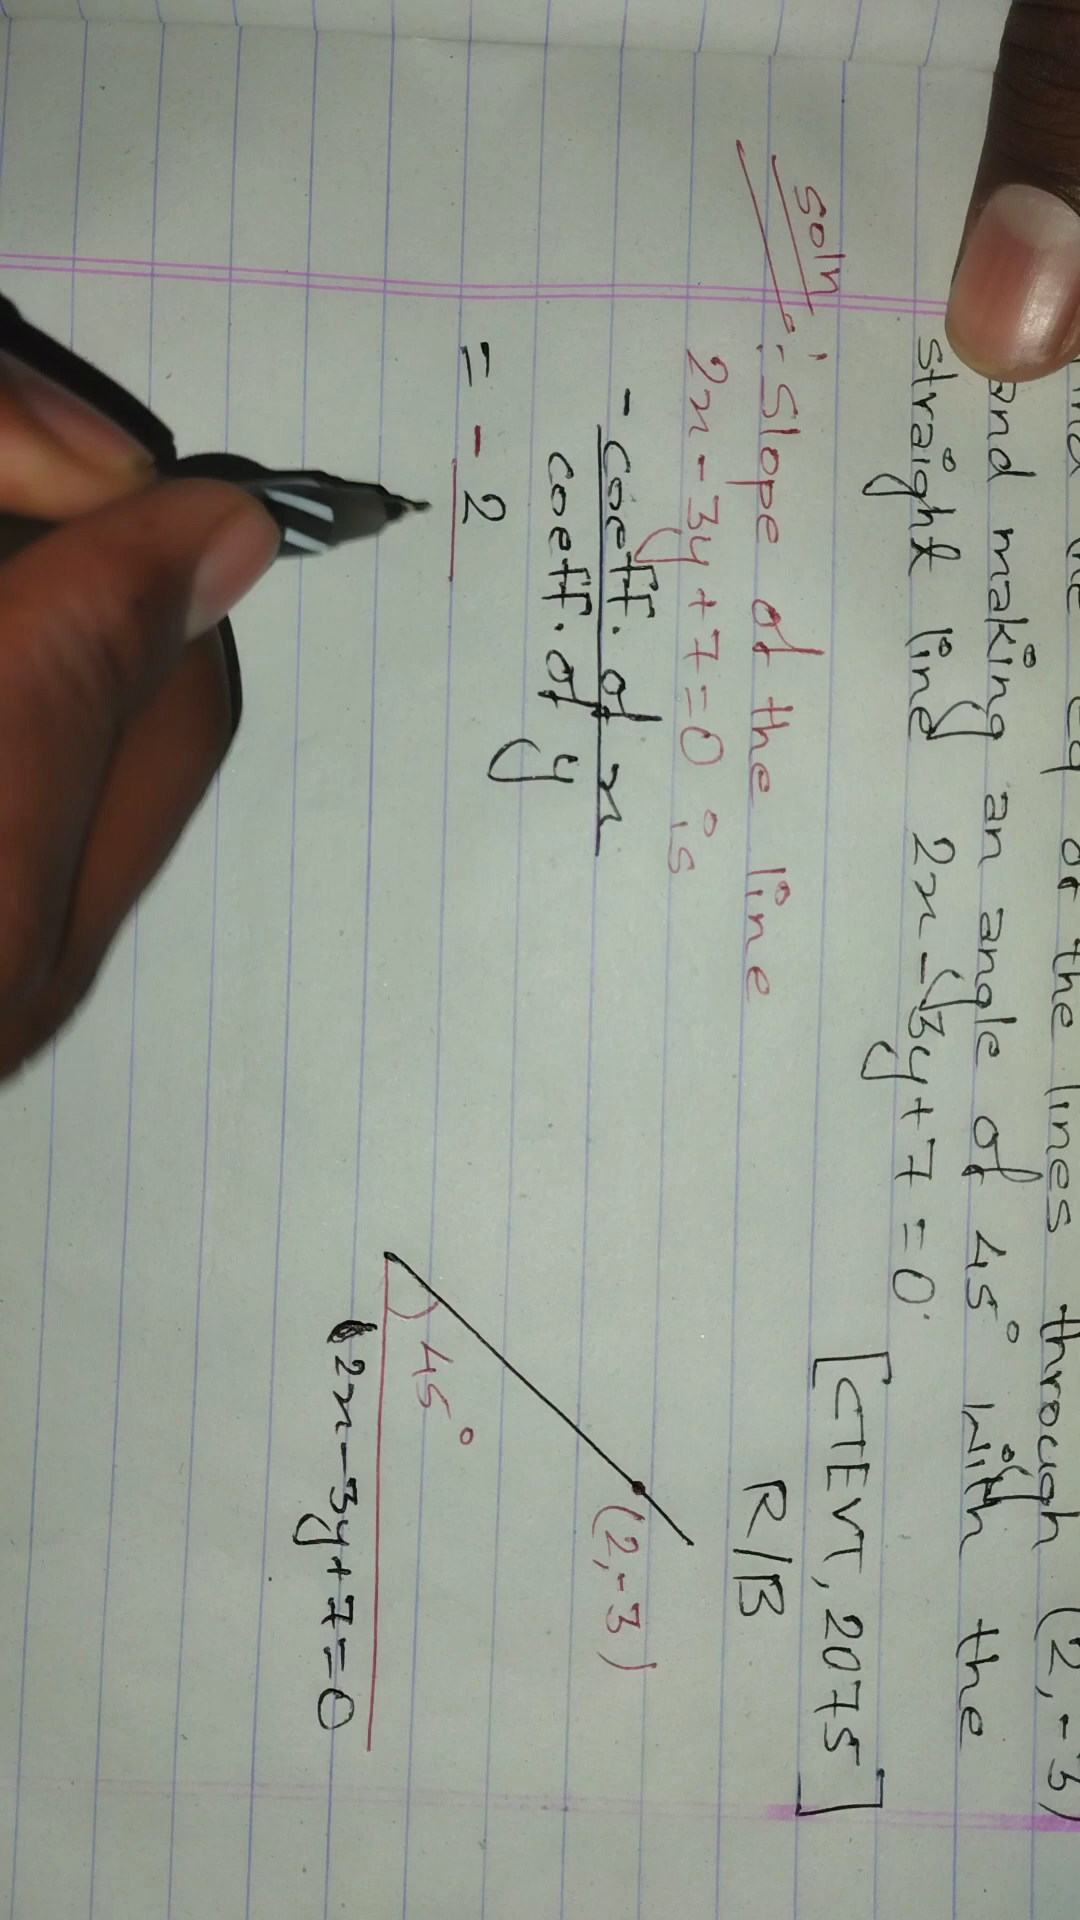 of the lines through (2,-3)
and making an angle of 45° with the
straight line 2x-3y+7=0.
[CTEVT, 2075]
R/B
soln:- slope of the line
2x-3y+7=0 is
- coeff. of x
coeff. of y
= - 2
(2,-3)
45°
2x-3y+7=0